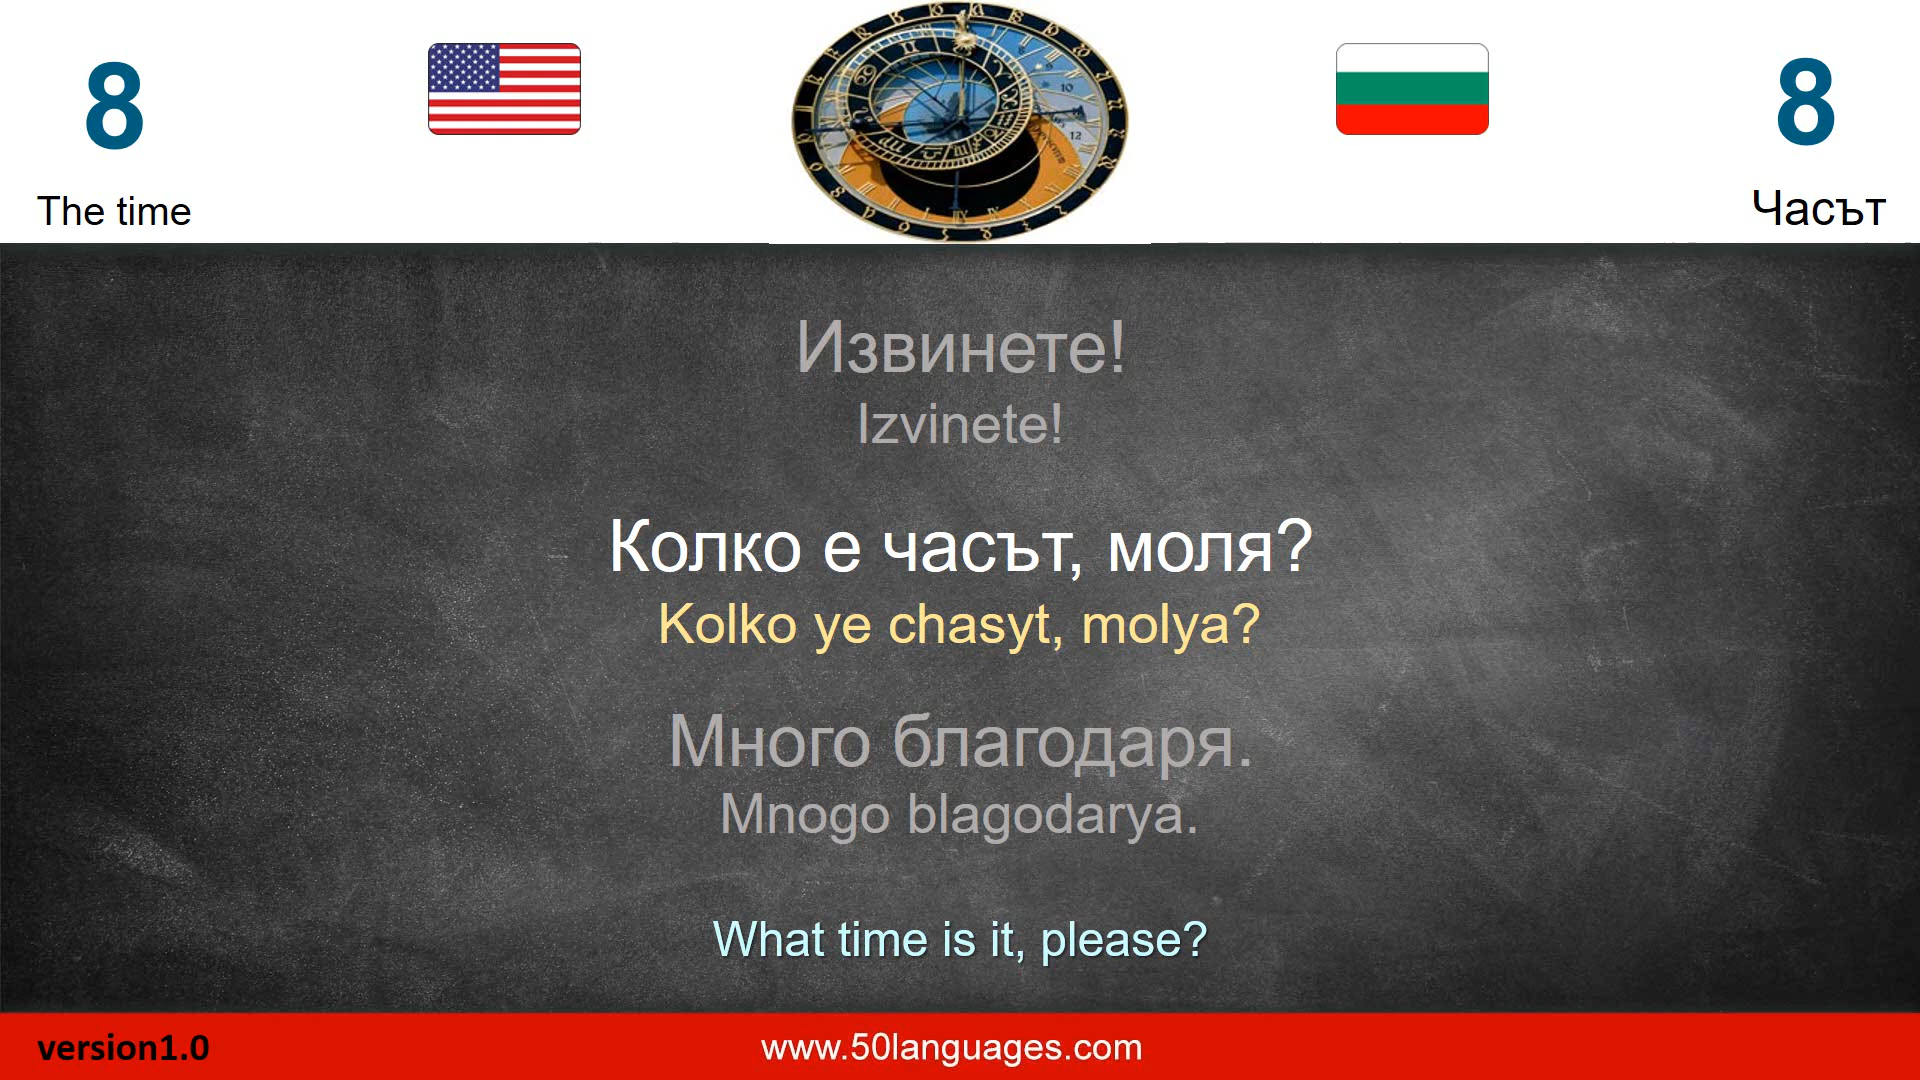 8
8
The time
Часът
Извинете!
Izvinete!
Колко е часът, моля?
Kolko ye chasyt, molya?
Много благодаря.
Mnogo blagodarya.
What time is it, please?
version1.0
www.50languages.com